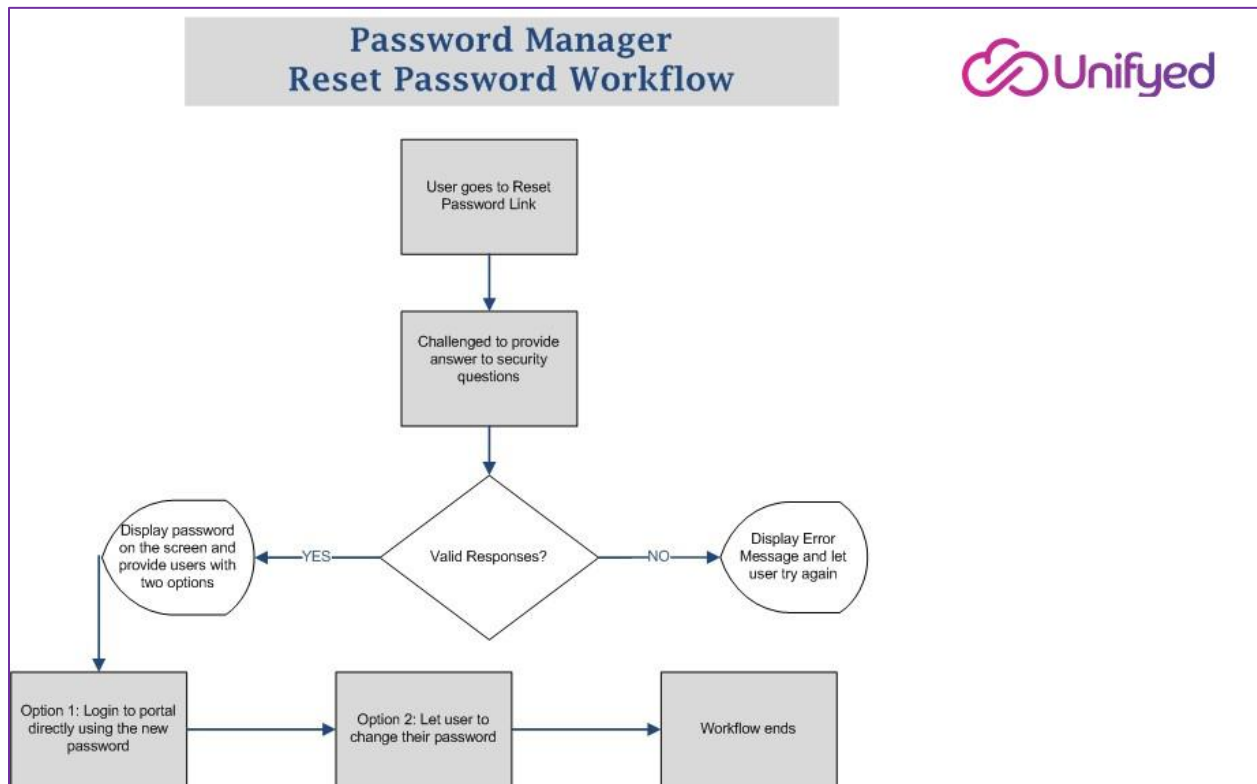 Password Manager
Reset Password Workflow
Unifyed
User goes to Reset
Password Link
Challenged to provide
answer to security
questions
Valid Responses?
YES
NO
Display password
on the screen and
provide users with
two options
Display Error
Message and let
user try again
Option 1: Login to portal
directly using the new
password
Option 2: Let user to
change their password
Workflow ends